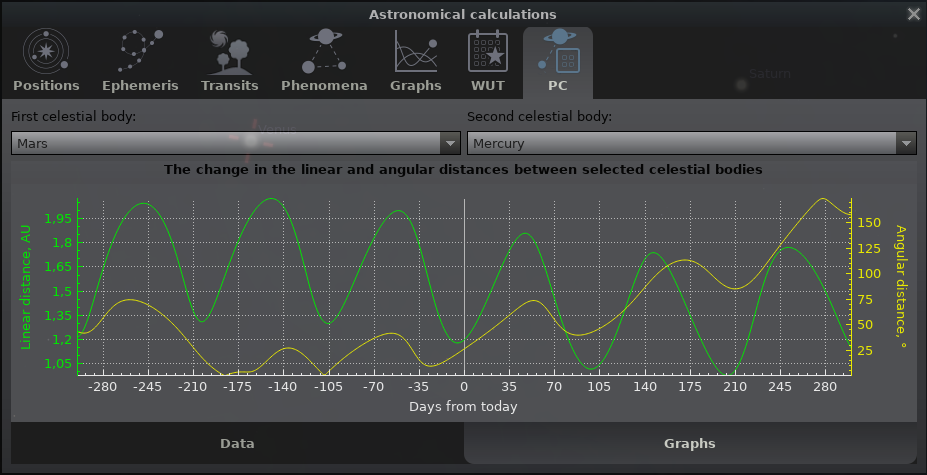 Astronomical calculations
Positions Ephemeris Transits Phenomena Graphs WUT PC
Saturn
First celestial body: Second celestial body:
Venus
Mars Mercury
The change in the linear and angular distances between selected celestial bodies
Linear distance, AU
1,95
1,8
1,65
1,5
1,35
1,2
1,05
150
125
100
75
50
25
Angular distance, °
-280 -245 -210 -175 -140 -105 -70 -35 0 35 70 105 140 175 210 245 280
Days from today
Data Graphs